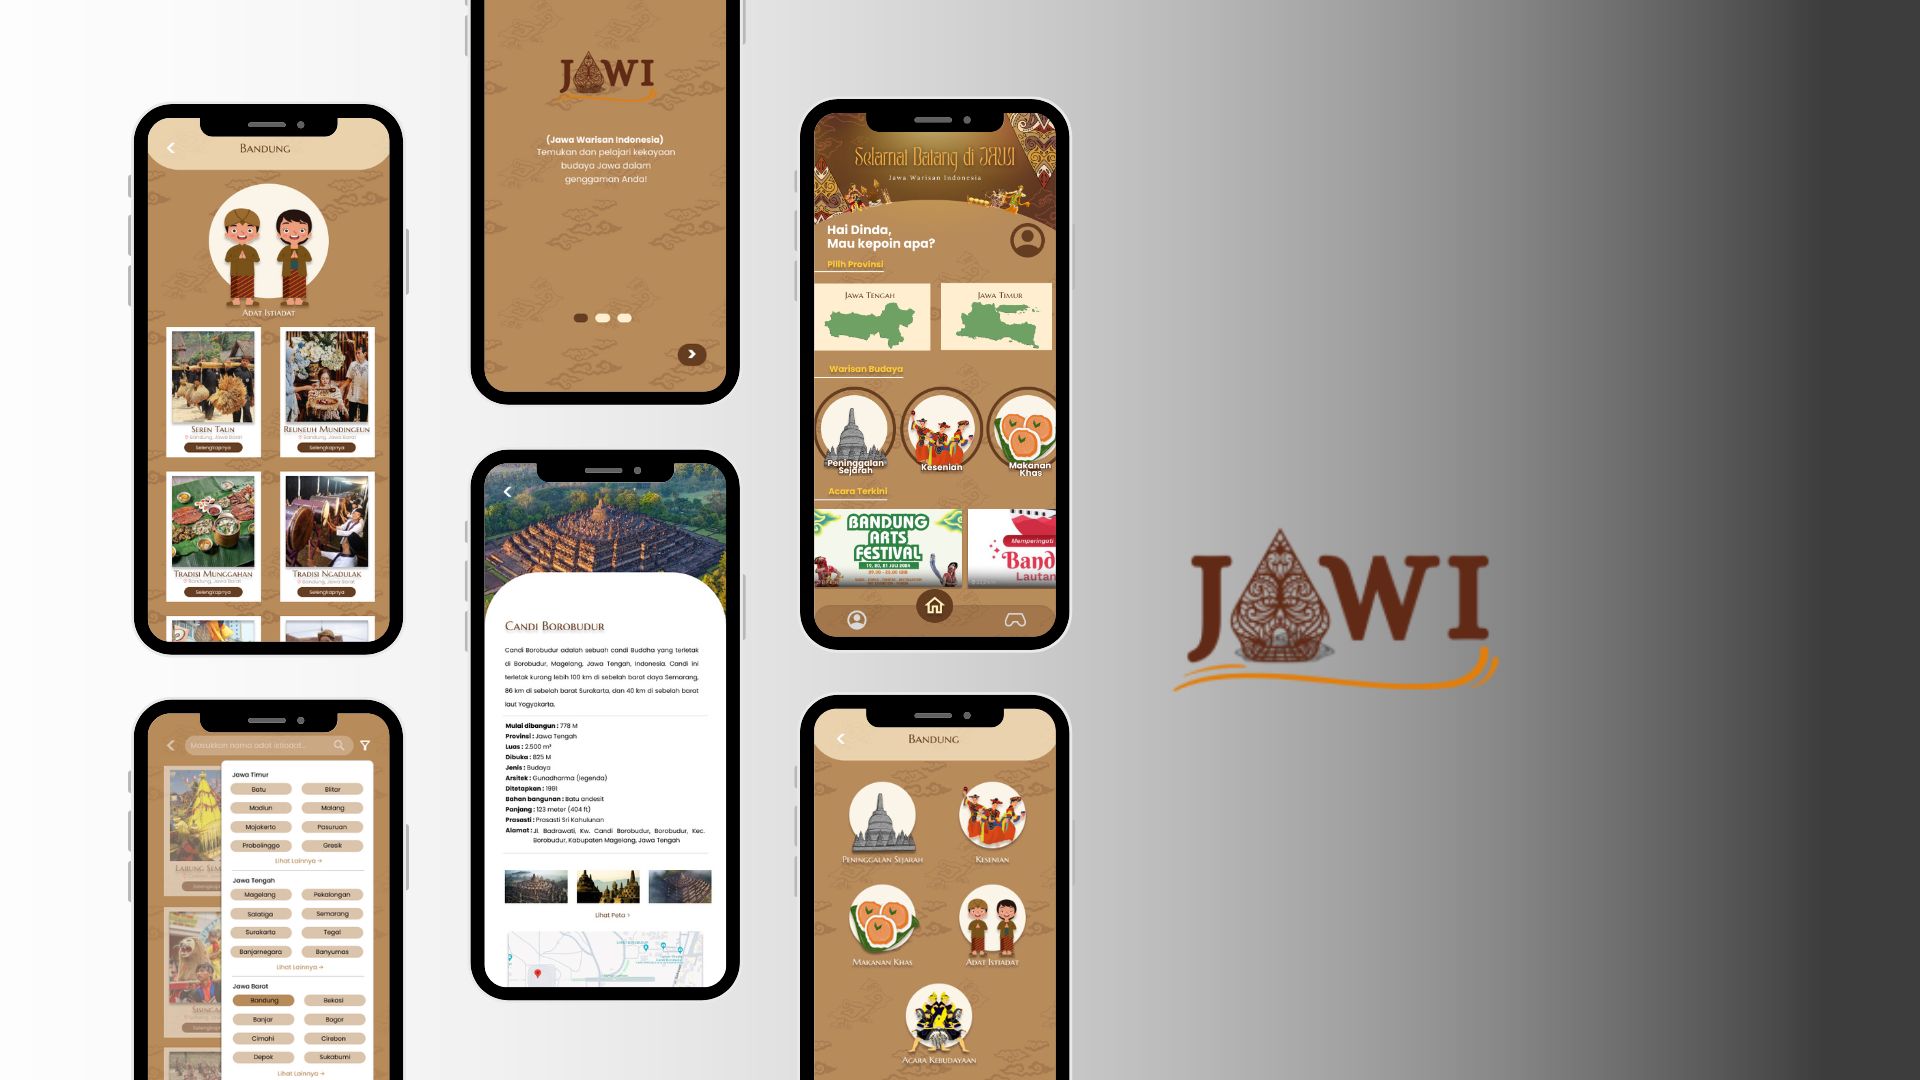 BANDUNG
ADAT ISTIADAT
SEREN TAUN
Bandung, Jawa Barat
Selengkapnya
REUNEUH MUNDINGEUN
Bandung, Jawa Barat
Selengkapnya
TRADISI MUNGGAHAN
Bandung, Jawa Barat
Selengkapnya
TRADISI NGADULAK
Bandung, Jawa Barat
Selengkapnya
Masukkan nama adat istiadat...
Jawa Timur
Batu Blitar
Madiun Malang
Mojokerto Pasuruan
Probolinggo Gresik
Lihat Lainnya →
Jawa Tengah
Magelang Pekalongan
Salatiga Semarang
Surakarta Tegal
Banjarnegara Banyumas
Lihat Lainnya →
Jawa Barat
Bandung Bekasi
Banjar Bogor
Cimahi Cirebon
Depok Sukabumi
Lihat Lainnya →
JAWI
(Jawa Warisan Indonesia)
Temukan dan pelajari kekayaan
budaya Jawa dalam
genggaman Anda!
CANDI BOROBUDUR
Candi Borobudur adalah sebuah candi Buddha yang terletak
di Borobudur, Magelang, Jawa Tengah, Indonesia. Candi ini
terletak kurang lebih 100 km di sebelah barat daya Semarang,
86 km di sebelah barat Surakarta, dan 40 km di sebelah barat
laut Yogyakarta.
Mulai dibangun : 778 M
Provinsi : Jawa Tengah
Luas : 2.500 m²
Dibuka : 825 M
Jenis : Budaya
Arsitek : Gunadharma (legenda)
Ditetapkan : 1991
Bahan bangunan : Batu andesit
Panjang : 123 meter (404 ft)
Prasasti : Prasasti Sri Kahulunan
Alamat : Jl. Badrawati, Kw. Candi Borobudur, Borobudur, Kec.
Borobudur, Kabupaten Magelang, Jawa Tengah
Lihat Peta >
Selamat Datang di JAWI
Jawa Warisan Indonesia
Hai Dinda,
Mau kepoin apa?
Pilih Provinsi
JAWA TENGAH
JAWA TIMUR
Warisan Budaya
Peninggalan
Sejarah
Kesenian
Makanan
Khas
Acara Terkini
BANDUNG
ARTS
FESTIVAL
19, 20, 21 JULI 2024
Memperingati
Band
Lautan
BANDUNG
PENINGGALAN SEJARAH
KESENIAN
MAKANAN KHAS
ADAT ISTIADAT
ACARA KEBUDAYAAN
JAWI